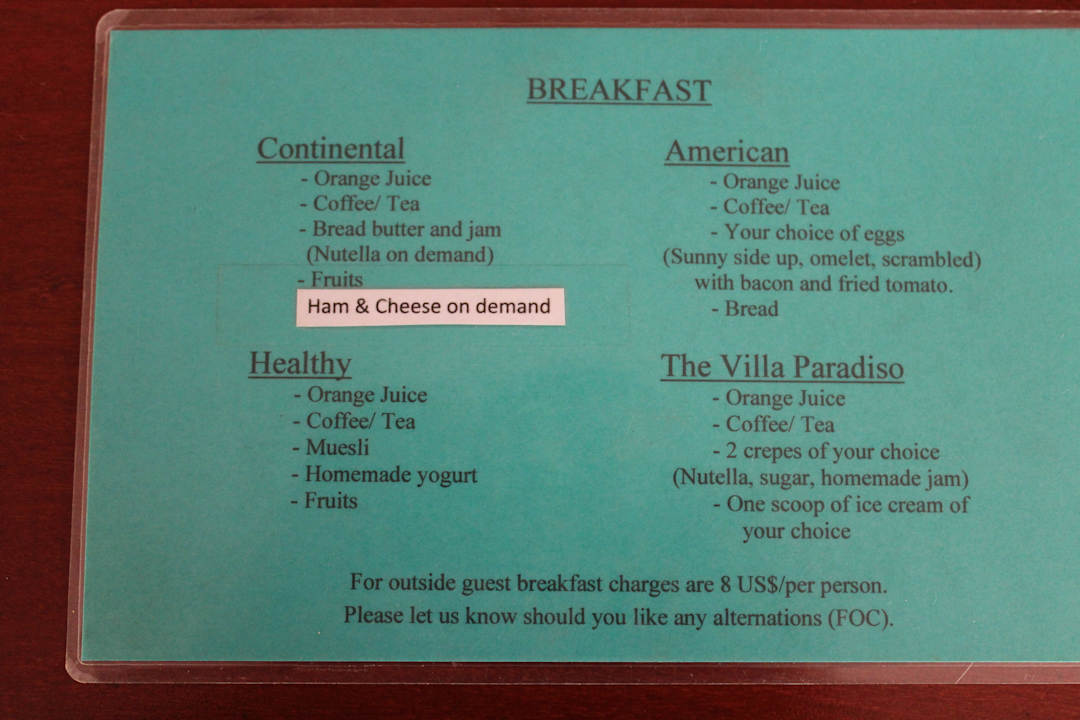 BREAKFAST
Continental
- Orange Juice
- Coffee/ Tea
- Bread butter and jam
(Nutella on demand)
- Fruits
Ham & Cheese on demand
American
- Orange Juice
- Coffee/ Tea
- Your choice of eggs
(Sunny side up, omelet, scrambled)
with bacon and fried tomato.
- Bread
Healthy
- Orange Juice
- Coffee/ Tea
- Muesli
- Homemade yogurt
- Fruits
The Villa Paradiso
- Orange Juice
- Coffee/ Tea
- 2 crepes of your choice
(Nutella, sugar, homemade jam)
- One scoop of ice cream of
your choice
For outside guest breakfast charges are 8 US$/per person.
Please let us know should you like any alternations (FOC).